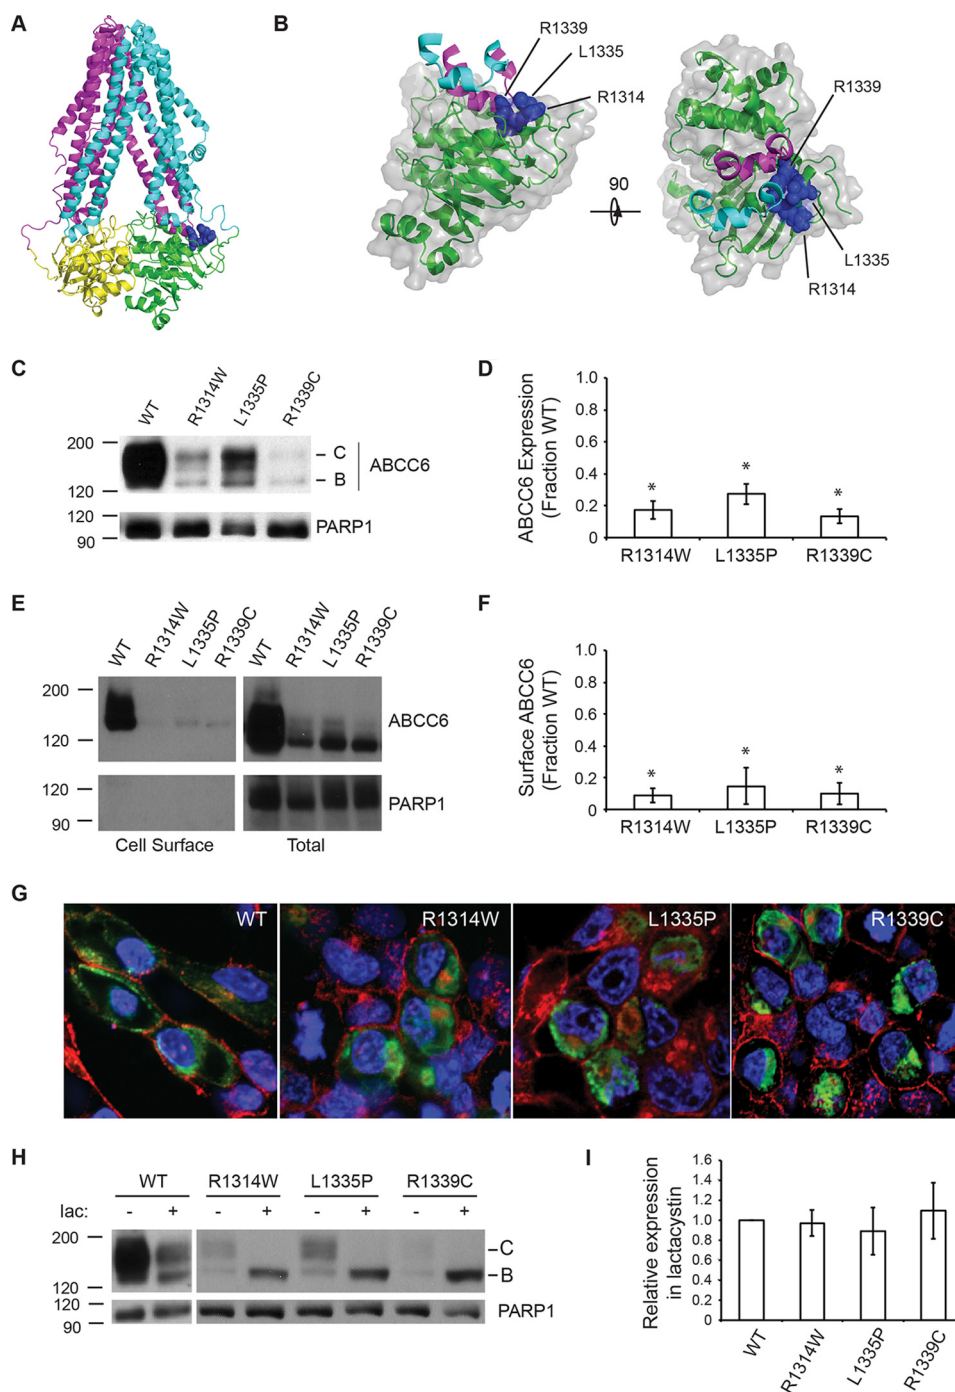 A
B
R1339
L1335
R1314
R1339
90
L1335
R1314
C
WT
R1314W
L1335P
R1339C
200
C
ABCC6
B
120
120
PARP1
90
D
ABCC6 Expression
(Fraction WT)
1.0
0.8
0.6
0.4
0.2
0
*
*
*
R1314W
L1335P
R1339C
E
WT
R1314W
L1335P
R1339C
WT
R1314W
L1335P
R1339C
200
ABCC6
120
120
PARP1
90
Cell Surface
Total
F
Surface ABCC6
(Fraction WT)
1.0
0.8
0.6
0.4
0.2
0
*
*
*
R1314W
L1335P
R1339C
G
WT
R1314W
L1335P
R1339C
H
WT
R1314W
L1335P
R1339C
lac: - + - + - + - +
200
C
B
120
120
PARP1
90
I
Relative expression
in lactacystin
1.6
1.4
1.2
1.0
0.8
0.6
0.4
0.2
0
WT
R1314W
L1335P
R1339C